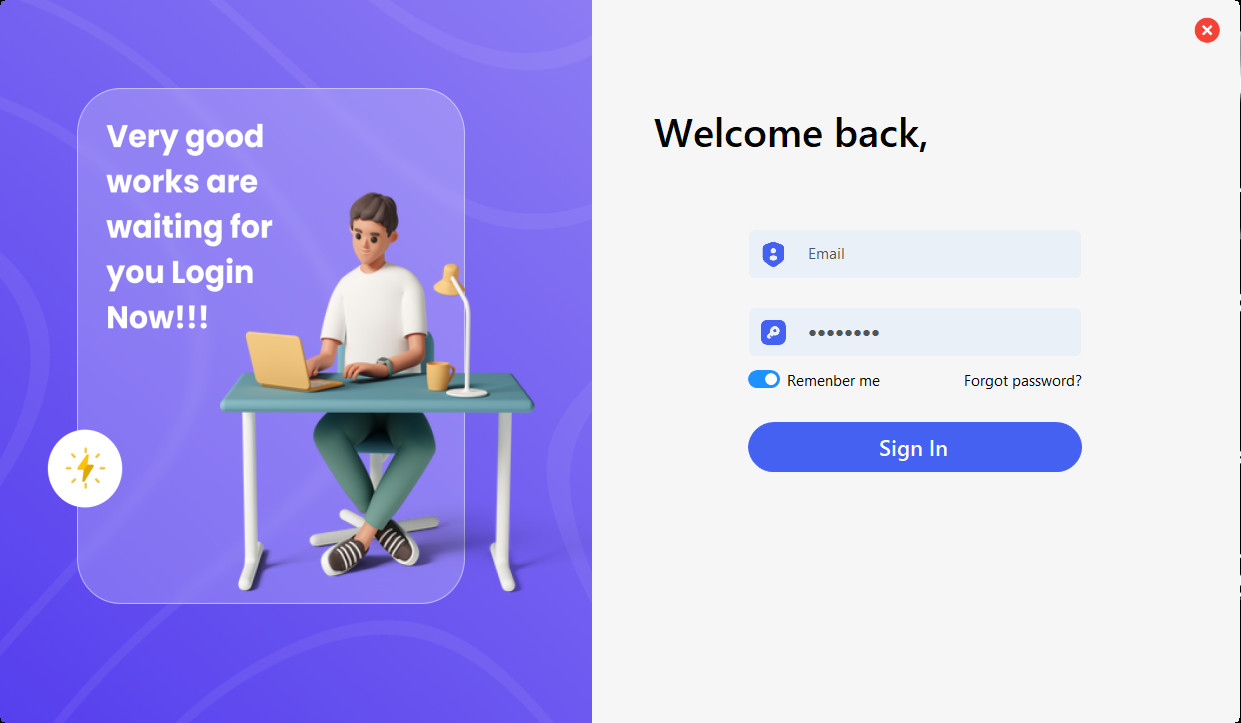 Very good
works are
waiting for
you Login
Now!!!
Welcome back,
Email
••••••••
Remenber me
Forgot password?
Sign In